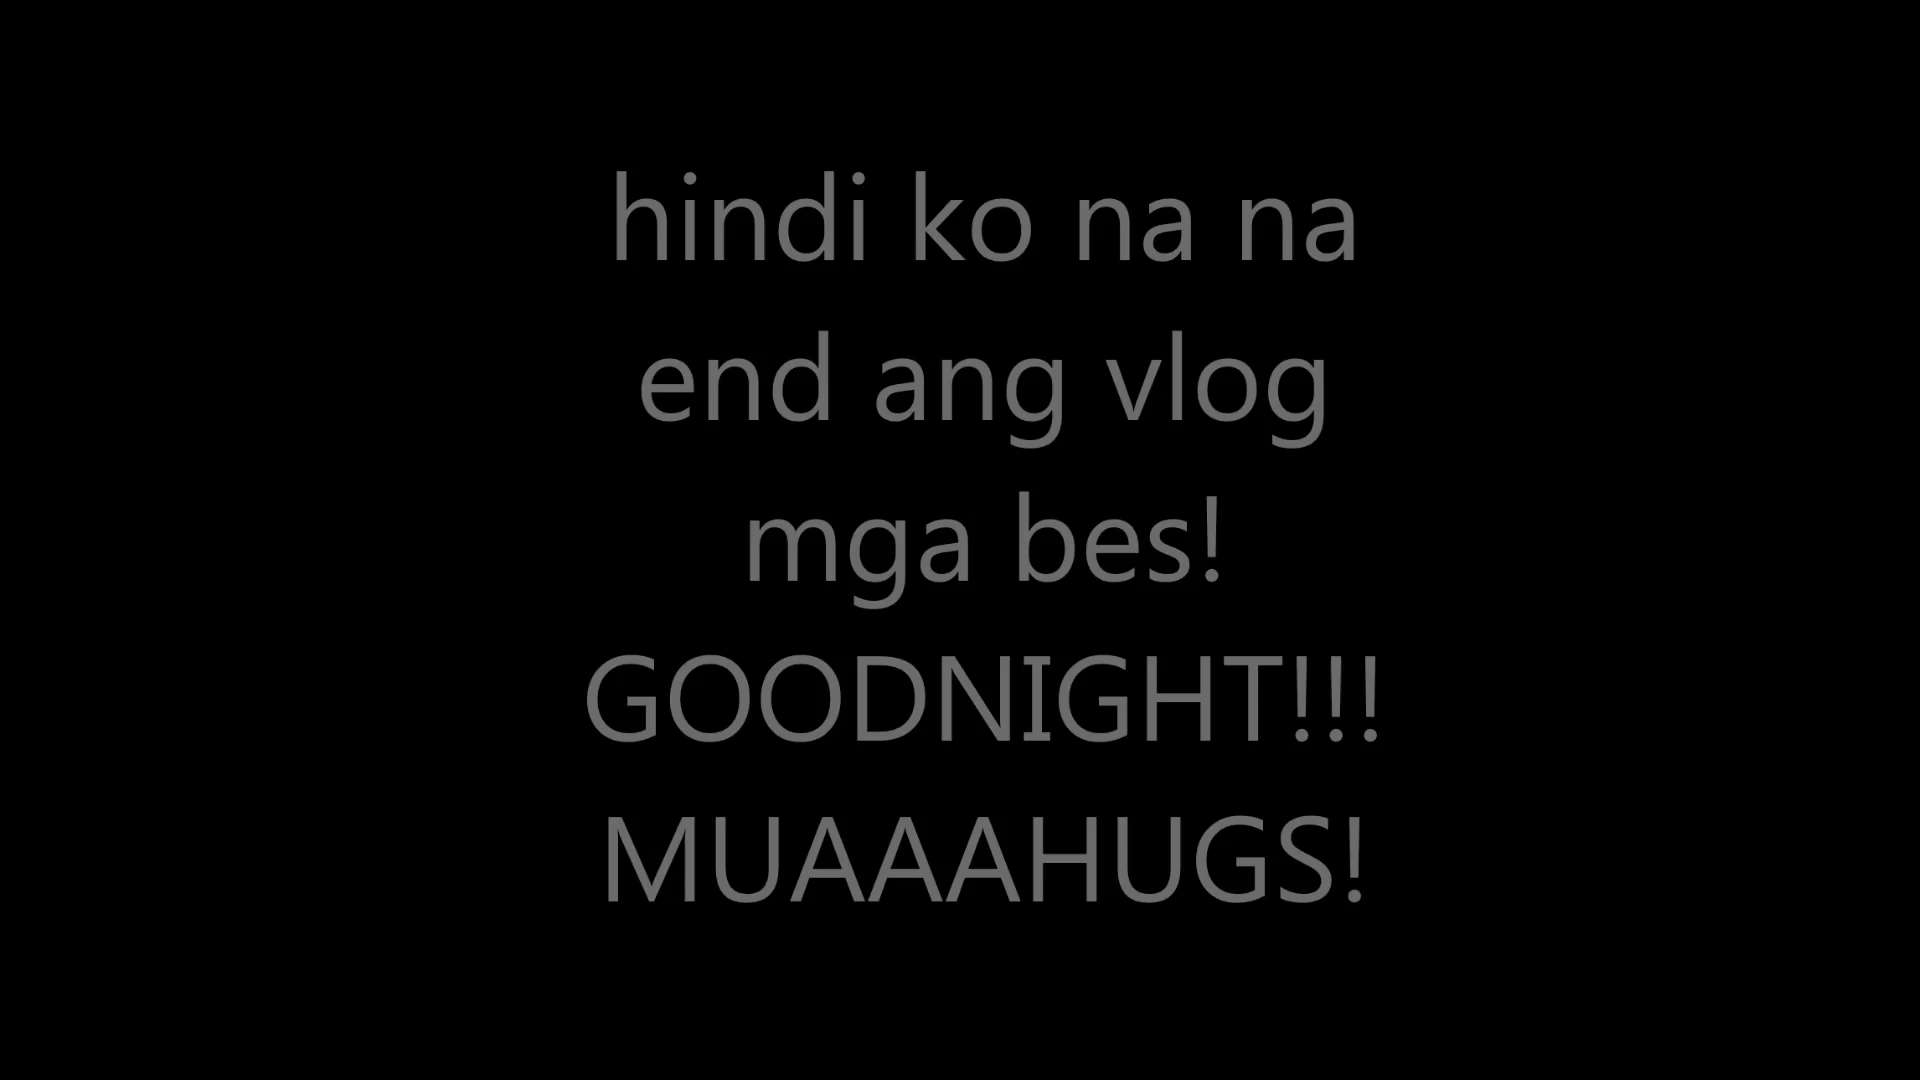 hindi ko na na
end ang vlog
mga bes!
GOODNIGHT!!!
MUAAAHUGS!